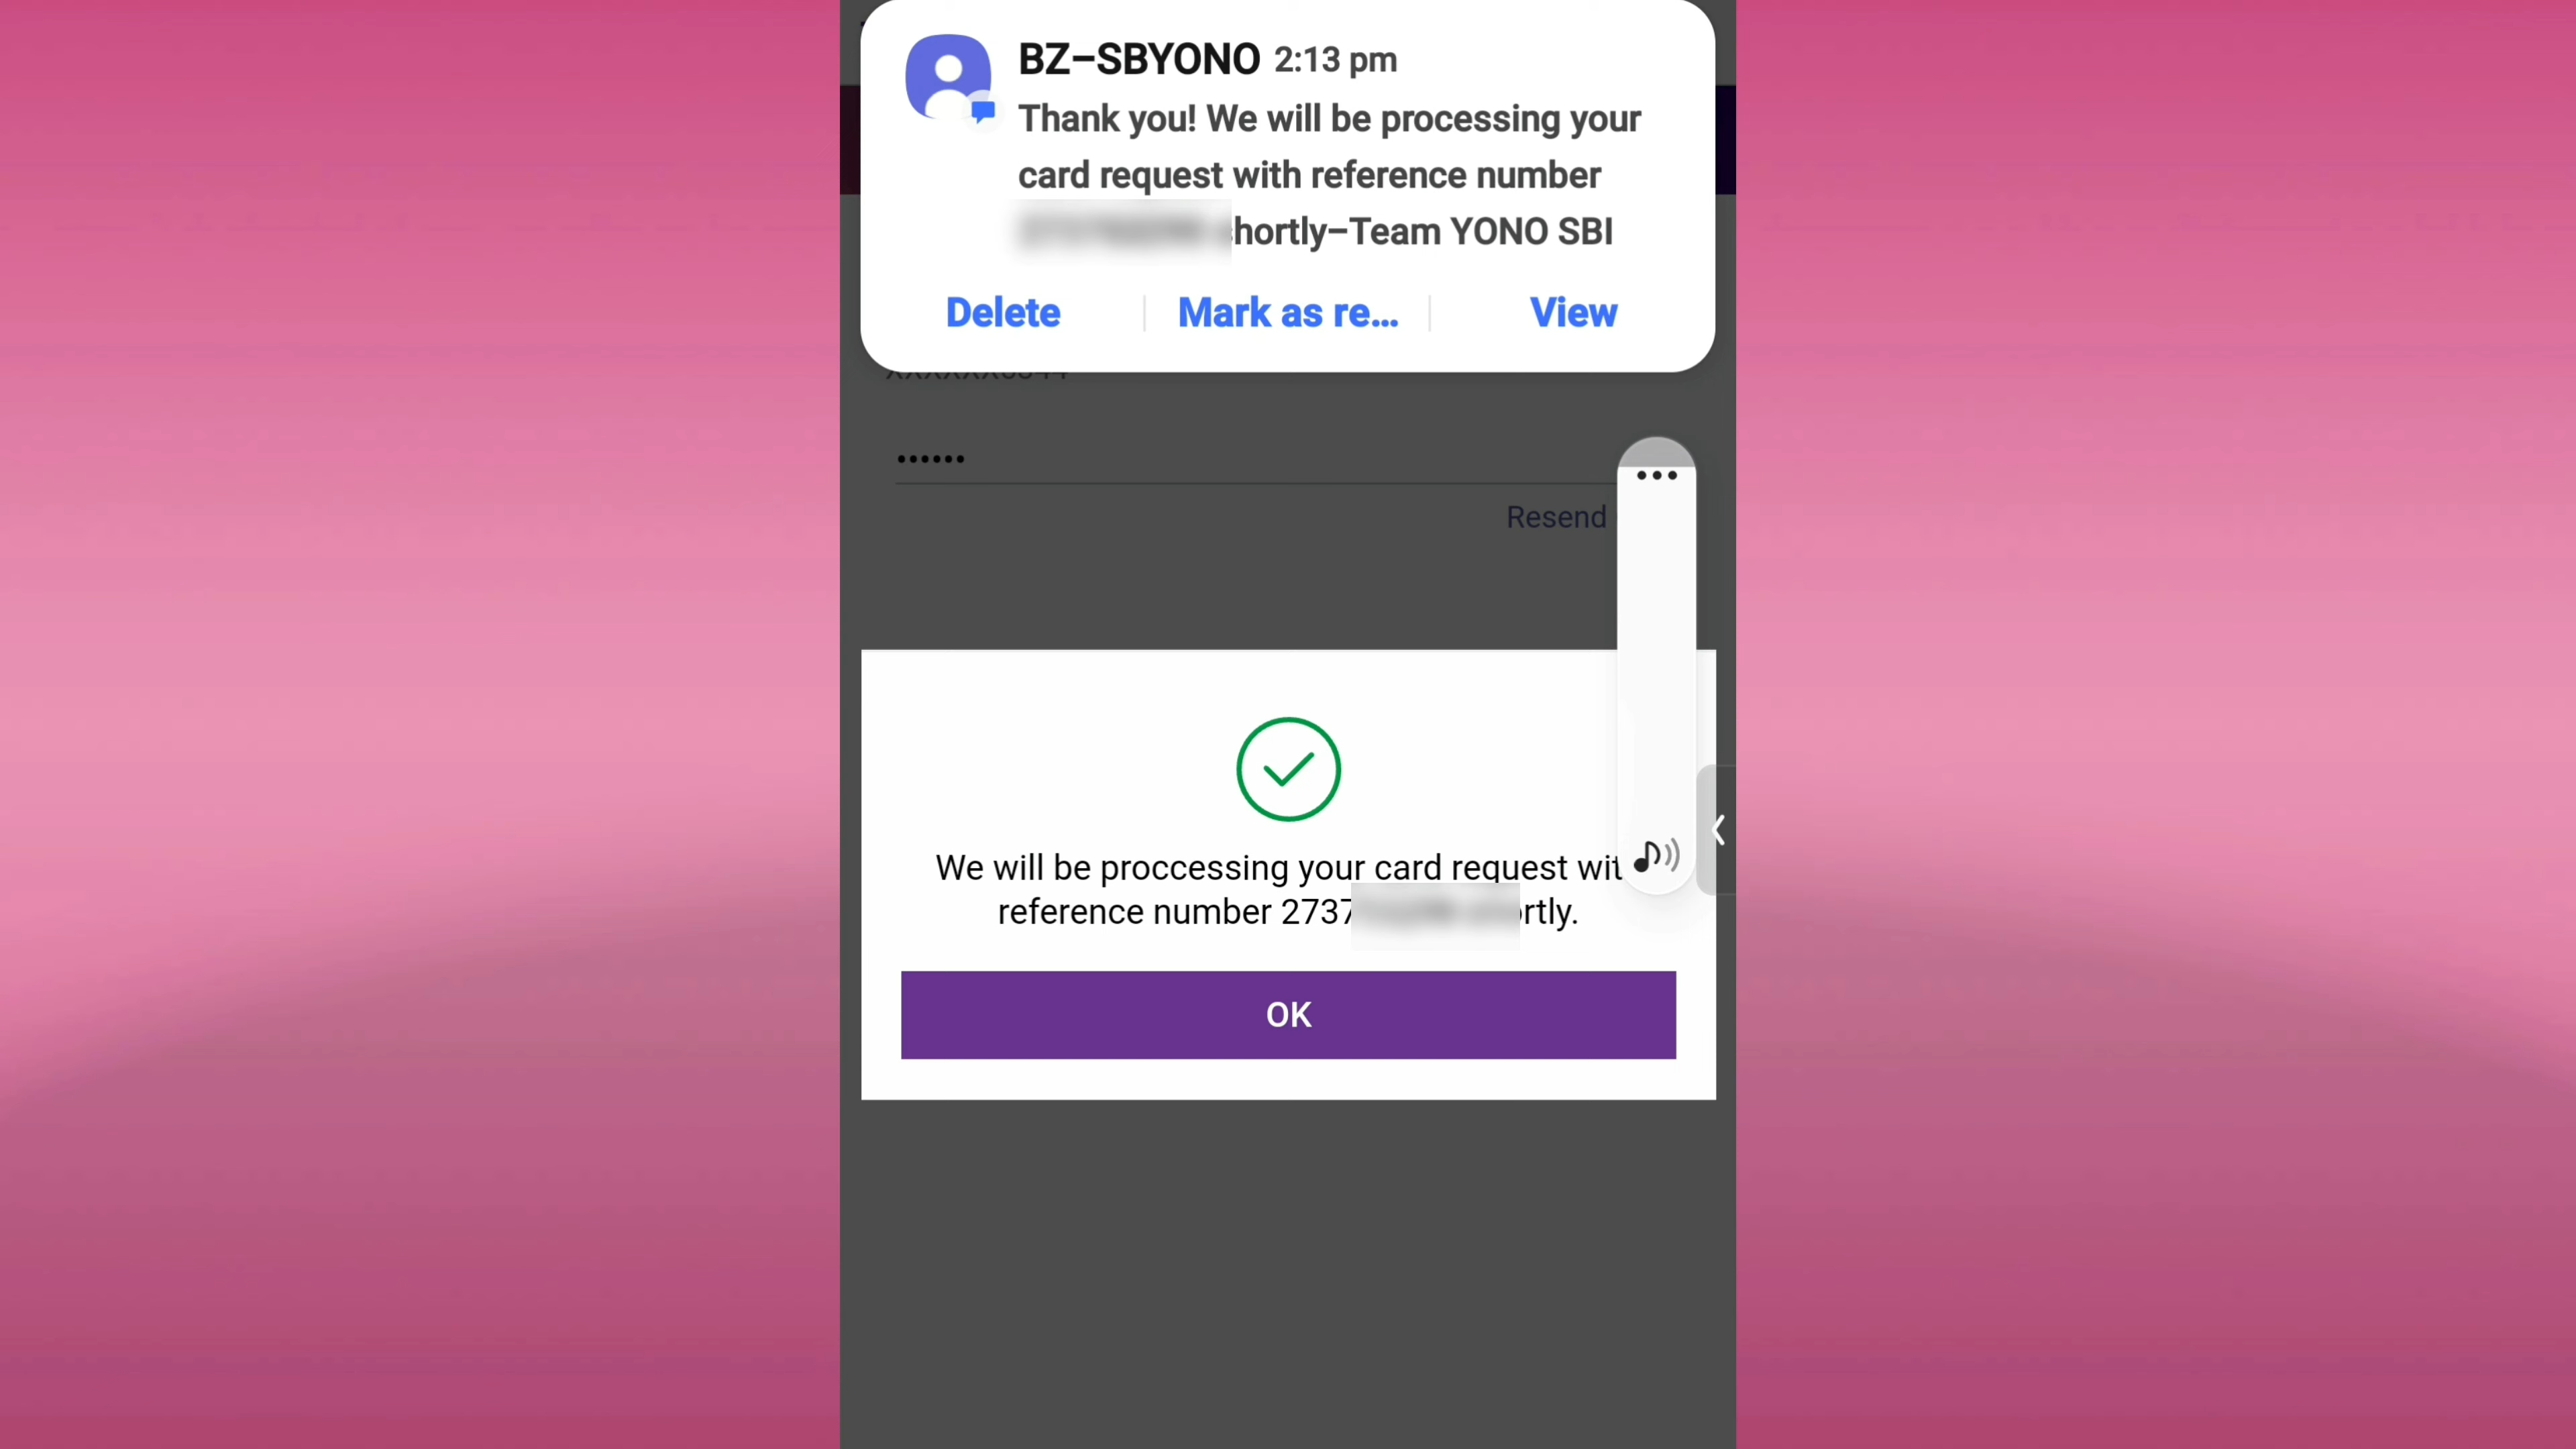 BZ–SBYONO 2:13 pm
Thank you! We will be processing your
card request with reference number
shortly–Team YONO SBI
Delete
Mark as re...
View
Resend
We will be proccessing your card request wit
reference number 2737 rtly.
OK